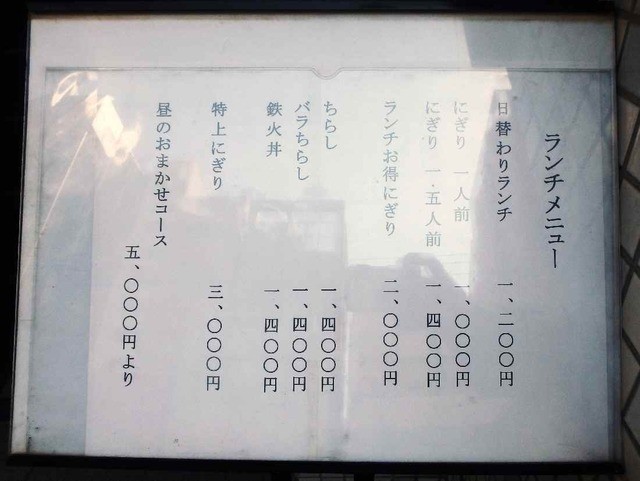 ランチメニュー
日替わりランチ 一、二〇〇円
にぎり 一人前 一、〇〇〇円
にぎり 一.五人前 一、四〇〇円
ランチお得にぎり 二、〇〇〇円
ちらし 一、四〇〇円
バラちらし 一、四〇〇円
鉄火丼 一、四〇〇円
特上にぎり 三、〇〇〇円
昼のおまかせコース
五、〇〇〇円より